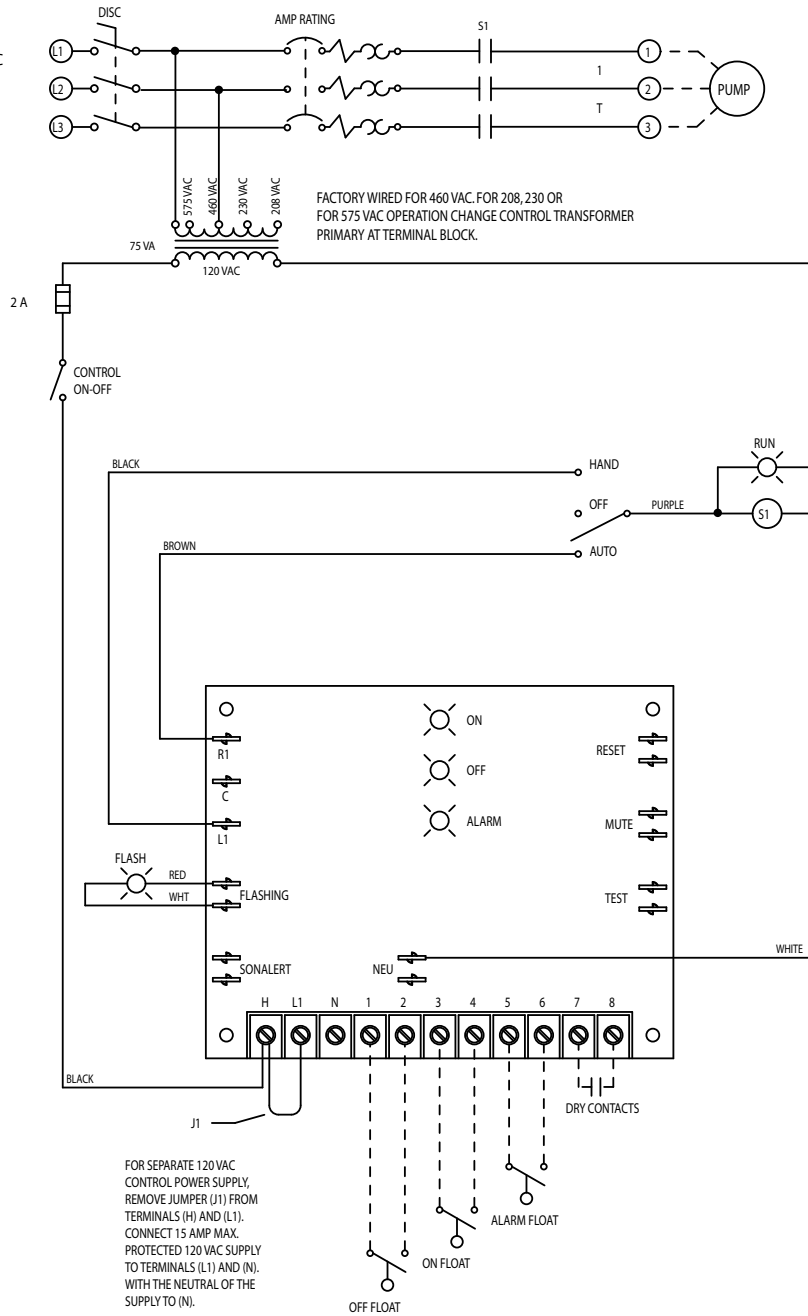 DISC
AMP RATING
S1
C
L1
1
L2
1
2
PUMP
L3
T
3
575 VAC
460 VAC
230 VAC
208 VAC
FACTORY WIRED FOR 460 VAC. FOR 208, 230 OR
FOR 575 VAC OPERATION CHANGE CONTROL TRANSFORMER
PRIMARY AT TERMINAL BLOCK.
75 VA
120 VAC
2 A
CONTROL
ON-OFF
RUN
BLACK
HAND
OFF
PURPLE
S1
BROWN
AUTO
ON
R1
RESET
OFF
C
ALARM
MUTE
L1
FLASH
RED
WHT
FLASHING
TEST
WHITE
SONALERT
NEU
H L1 N 1 2 3 4 5 6 7 8
BLACK
DRY CONTACTS
J1
FOR SEPARATE 120 VAC
CONTROL POWER SUPPLY,
REMOVE JUMPER (J1) FROM
TERMINALS (H) AND (L1).
CONNECT 15 AMP MAX.
PROTECTED 120 VAC SUPPLY
TO TERMINALS (L1) AND (N).
WITH THE NEUTRAL OF THE
SUPPLY TO (N).
ALARM FLOAT
ON FLOAT
OFF FLOAT